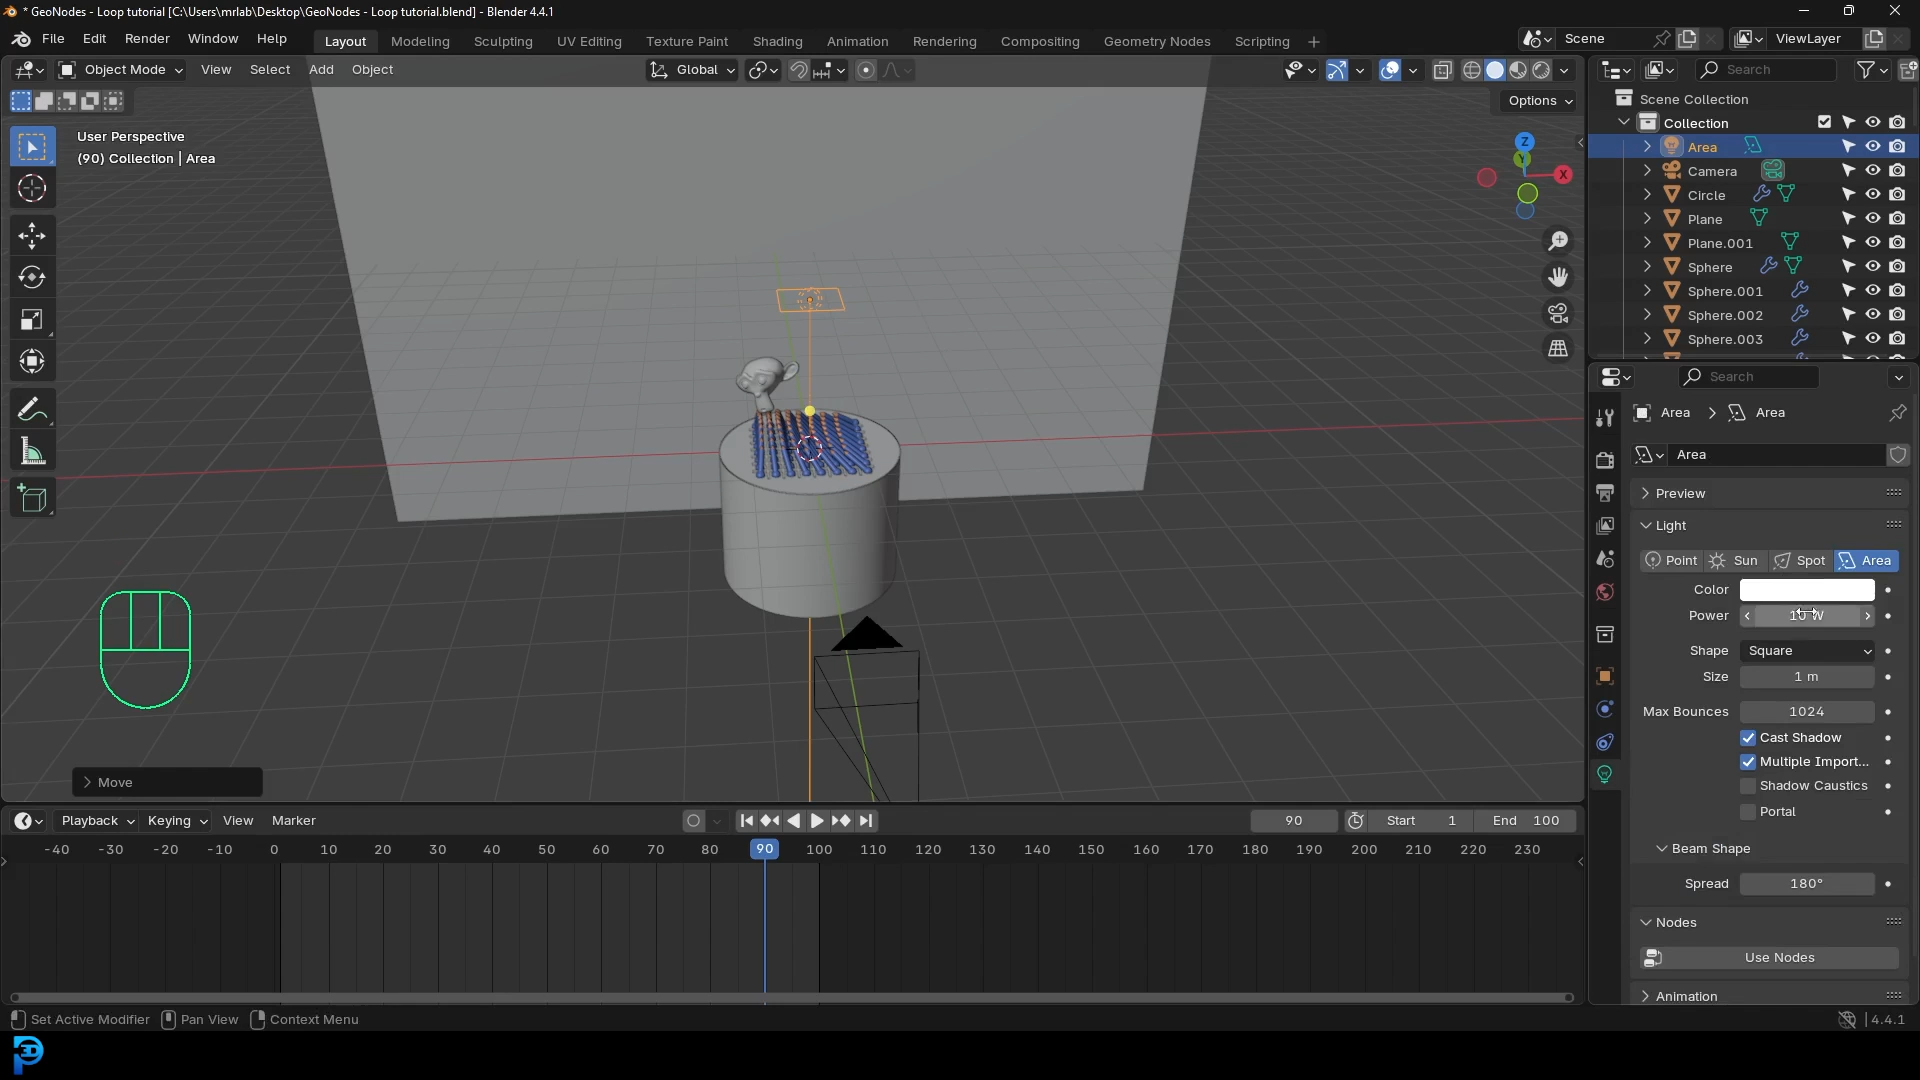 * GeoNodes - Loop tutorial [C:\Users\mrlab\Desktop\GeoNodes - Loop tutorial.blend] - Blender 4.4.1
File Edit Render Window Help Layout Modeling Sculpting UV Editing Texture Paint Shading Animation Rendering Compositing Geometry Nodes Scripting + Scene ViewLayer
Object Mode View Select Add Object Global Search
Options
User Perspective
(90) Collection | Area
Z
Y
X
Scene Collection
Collection
Area
Camera
Circle
Plane
Plane.001
Sphere
Sphere.001
Sphere.002
Sphere.003
Search
Area > Area
Area
Preview
Light
Point Sun Spot Area
Color
Power 10 W
Shape Square
Size 1 m
Max Bounces 1024
Cast Shadow
Multiple Import...
Shadow Caustics
Portal
Beam Shape
Spread 180°
Nodes
Use Nodes
Animation
Move
Playback Keying View Marker 90 Start 1 End 100
-40 -30 -20 -10 0 10 20 30 40 50 60 70 80 90 100 110 120 130 140 150 160 170 180 190 200 210 220 230
Set Active Modifier Pan View Context Menu 4.4.1